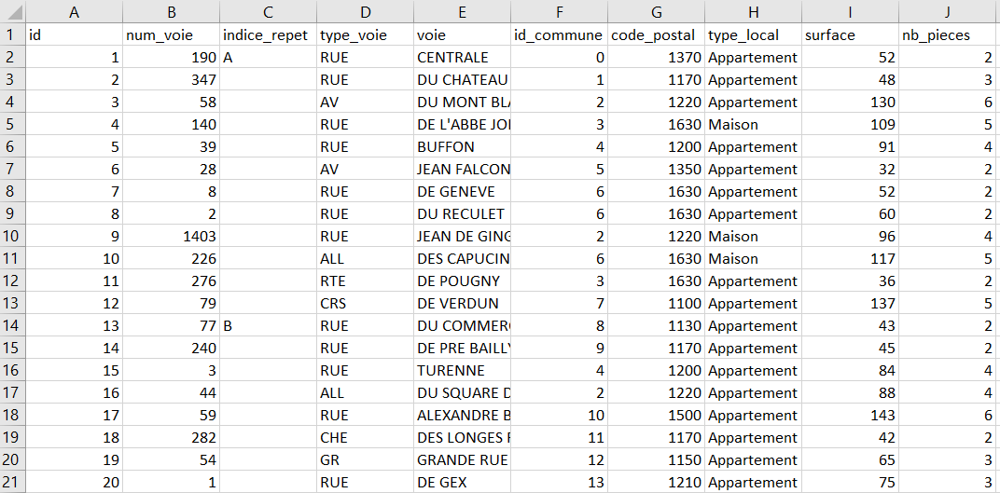 A B C D E F G H I J
1 id num_voie indice_repet type_voie voie id_commune code_postal type_local surface nb_pieces
2 1 190 A RUE CENTRALE 0 1370 Appartement 52 2
3 2 347 RUE DU CHATEAU 1 1170 Appartement 48 3
4 3 58 AV DU MONT BLA 2 1220 Appartement 130 6
5 4 140 RUE DE L'ABBE JOL 3 1630 Maison 109 5
6 5 39 RUE BUFFON 4 1200 Appartement 91 4
7 6 28 AV JEAN FALCON 5 1350 Appartement 32 2
8 7 8 RUE DE GENEVE 6 1630 Appartement 52 2
9 8 2 RUE DU RECULET 6 1630 Appartement 60 2
10 9 1403 RUE JEAN DE GING 2 1220 Maison 96 4
11 10 226 ALL DES CAPUCIN 6 1630 Maison 117 5
12 11 276 RTE DE POUGNY 3 1630 Appartement 36 2
13 12 79 CRS DE VERDUN 7 1100 Appartement 137 5
14 13 77 B RUE DU COMMER 8 1130 Appartement 43 2
15 14 240 RUE DE PRE BAILLY 9 1170 Appartement 45 2
16 15 3 RUE TURENNE 4 1200 Appartement 84 4
17 16 44 ALL DU SQUARE D 2 1220 Appartement 88 4
18 17 59 RUE ALEXANDRE B 10 1500 Appartement 143 6
19 18 282 CHE DES LONGES 11 1170 Appartement 42 2
20 19 54 GR GRANDE RUE 12 1150 Appartement 65 3
21 20 1 RUE DE GEX 13 1210 Appartement 75 3